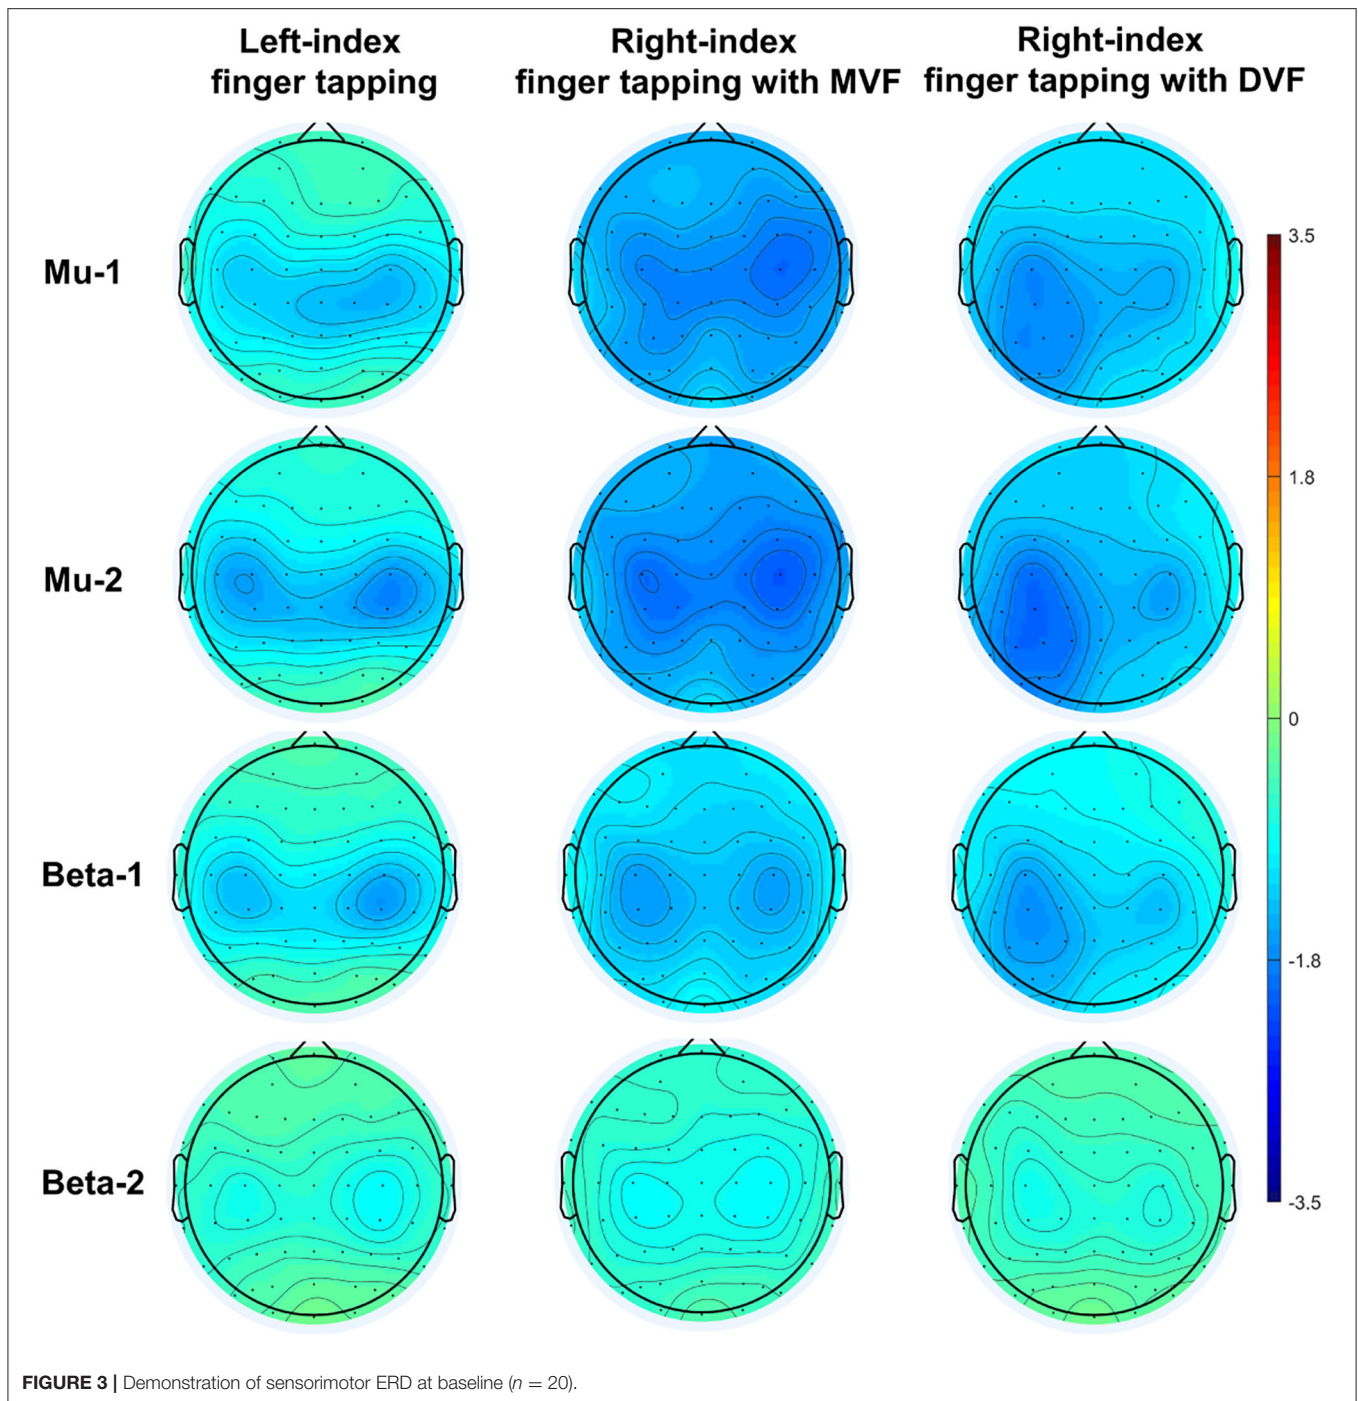 Left-index
finger tapping
Right-index
finger tapping with MVF
Right-index
finger tapping with DVF
Mu-1
Mu-2
Beta-1
Beta-2
3.5
1.8
0
-1.8
-3.5
FIGURE 3 | Demonstration of sensorimotor ERD at baseline (n = 20).